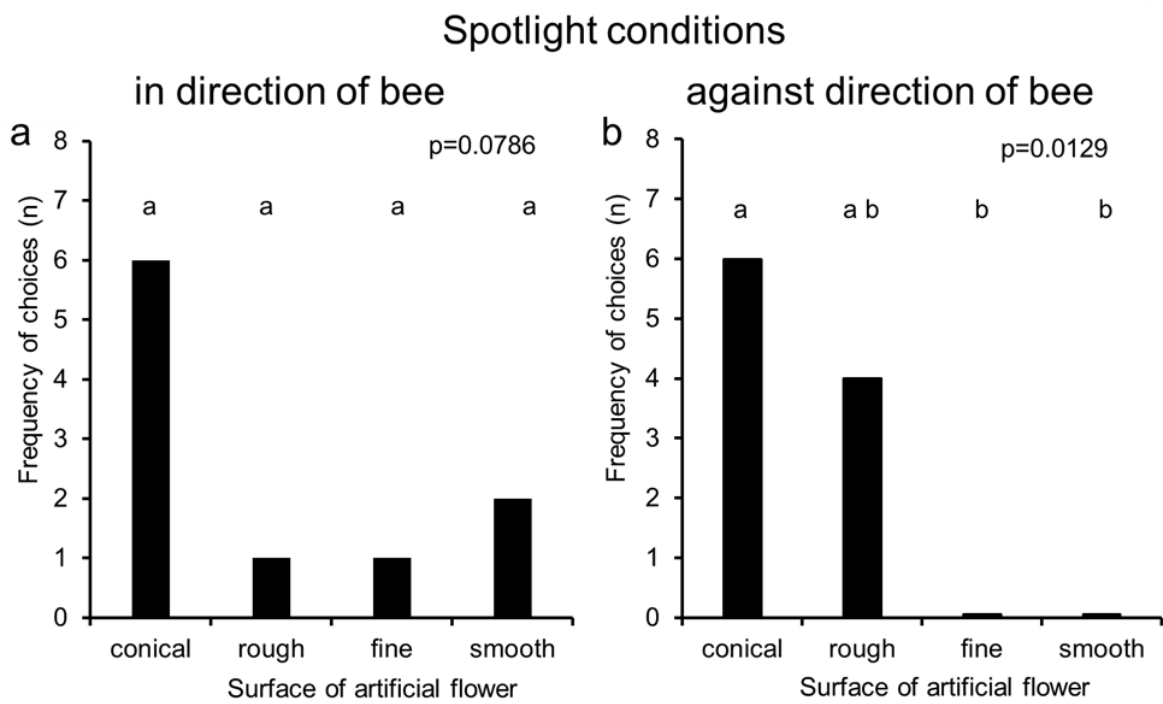 Spotlight conditions
in direction of bee
against direction of bee
a
p=0.0786
Frequency of choices (n)
8
7
6
5
4
3
2
1
0
a a a a
conical rough fine smooth
Surface of artificial flower
b
p=0.0129
Frequency of choices (n)
8
7
6
5
4
3
2
1
0
a a b b b
conical rough fine smooth
Surface of artificial flower